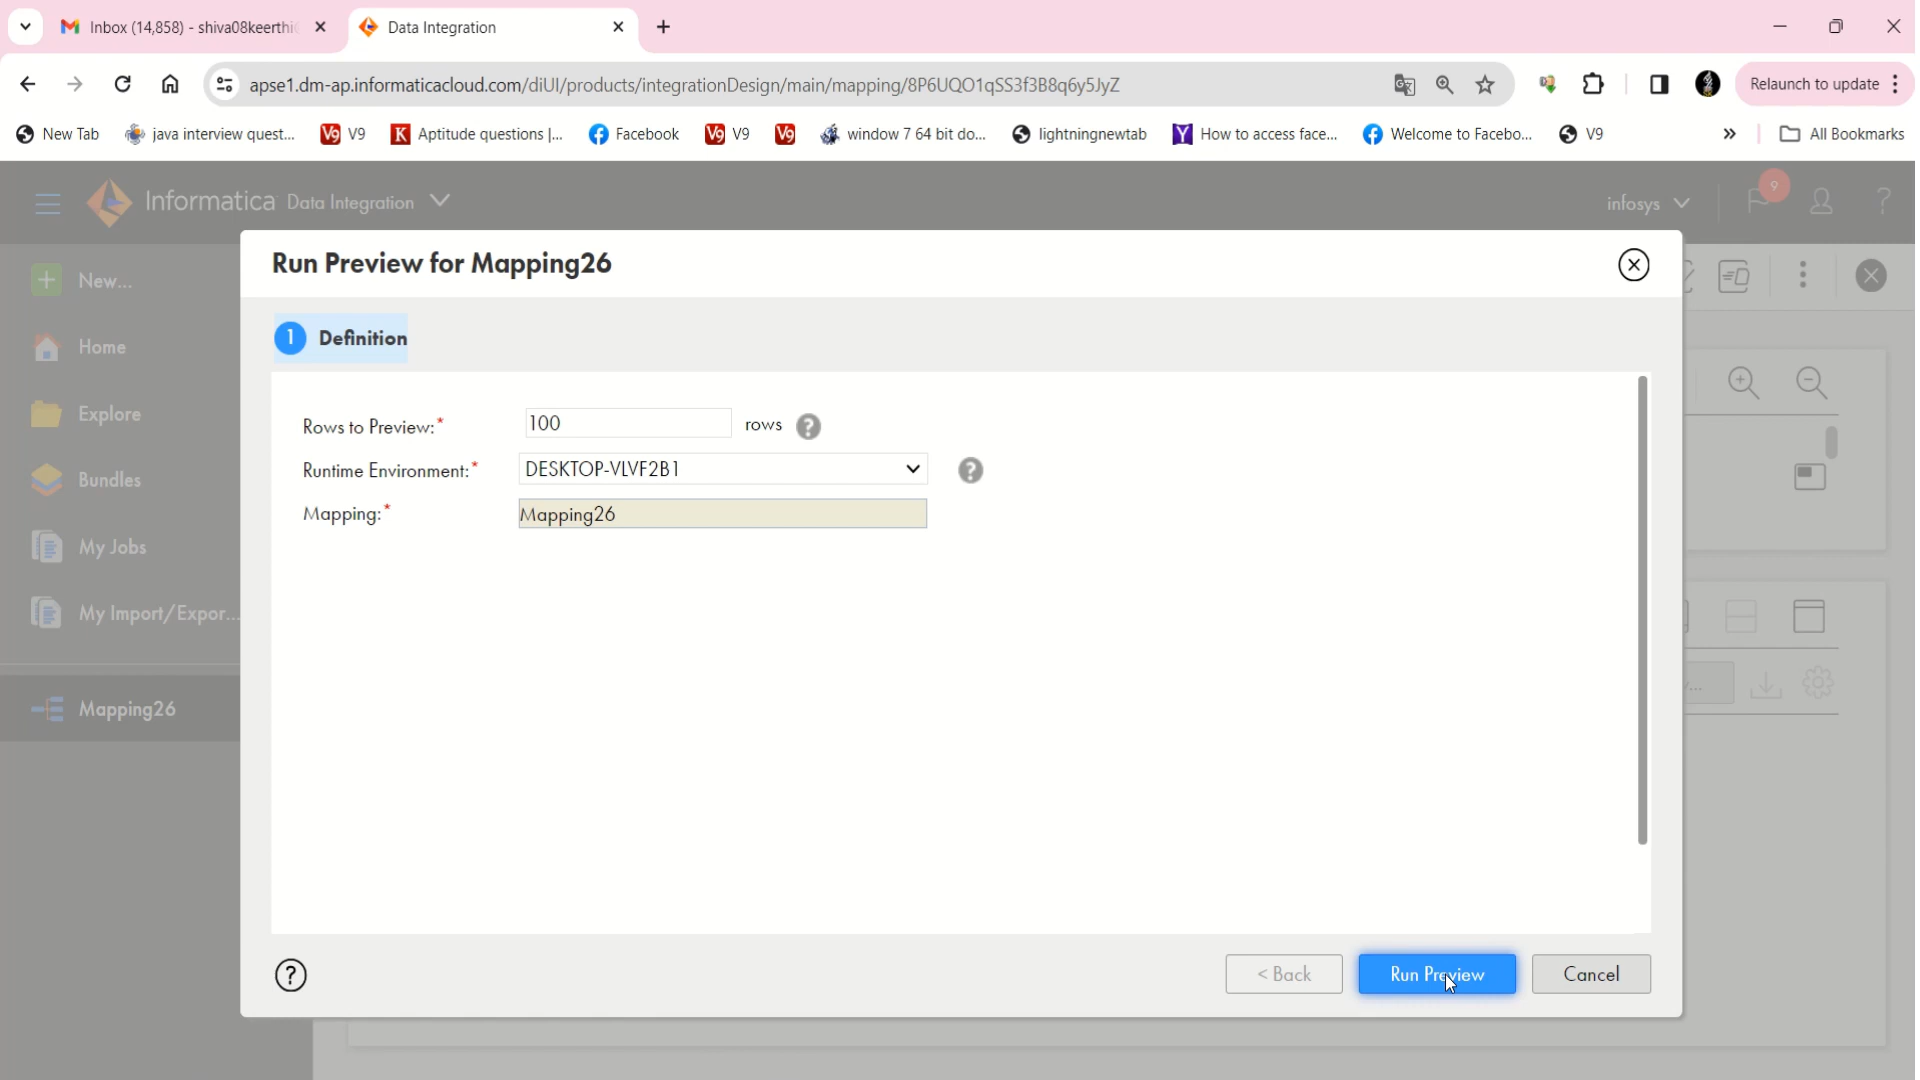 Inbox (14,858) - shiva08keerthi
Data Integration
apse1.dm-ap.informaticacloud.com/diUI/products/integrationDesign/main/mapping/8P6UQO1qSS3f3B8q6y5JyZ
Relaunch to update
New Tab
java interview quest...
V9
Aptitude questions |...
Facebook
V9
window 7 64 bit do...
lightningnewtab
How to access face...
Welcome to Facebo...
V9
»
All Bookmarks
Informatica Data Integration
infosys
9
?
Run Preview for Mapping26
New...
Home
Explore
Bundles
My Jobs
My Import/Expor...
Mapping26
1 Definition
Rows to Preview:* 100 rows ?
Runtime Environment:* DESKTOP-VLVF2B1 ?
Mapping:* Mapping26
? < Back Run Preview Cancel